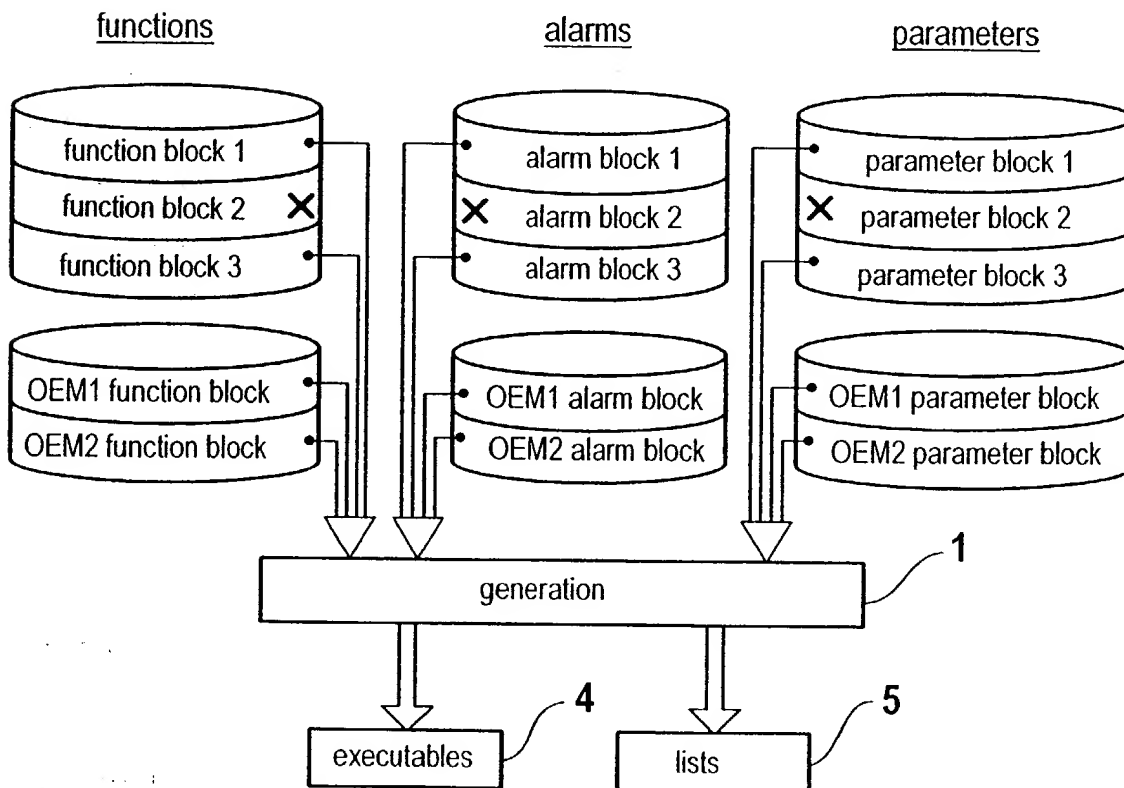 functions
alarms
parameters
function block 1
function block 2
function block 3
alarm block 1
alarm block 2
alarm block 3
parameter block 1
parameter block 2
parameter block 3
OEM1 function block
OEM2 function block
OEM1 alarm block
OEM2 alarm block
OEM1 parameter block
OEM2 parameter block
generation
1
executables
4
lists
5